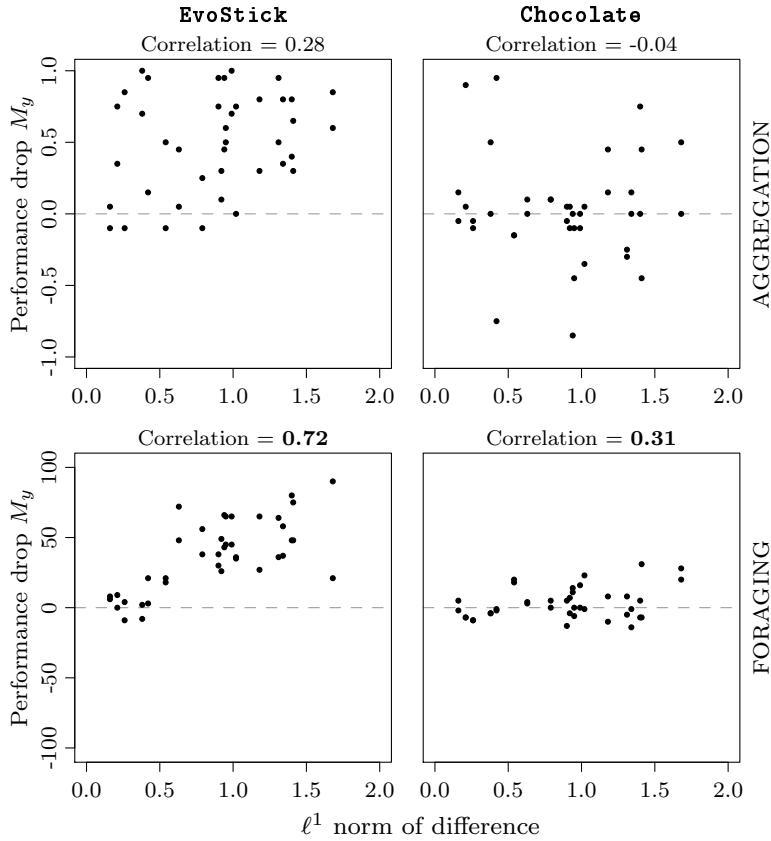 EvoStick
Chocolate
Correlation = 0.28
Correlation = -0.04
Performance drop M_y
1.0
0.5
0.0
-0.5
-1.0
AGGREGATION
0.0 0.5 1.0 1.5 2.0
0.0 0.5 1.0 1.5 2.0
Correlation = 0.72
Correlation = 0.31
Performance drop M_y
100
50
0
-50
-100
FORAGING
0.0 0.5 1.0 1.5 2.0
0.0 0.5 1.0 1.5 2.0
ℓ¹ norm of difference